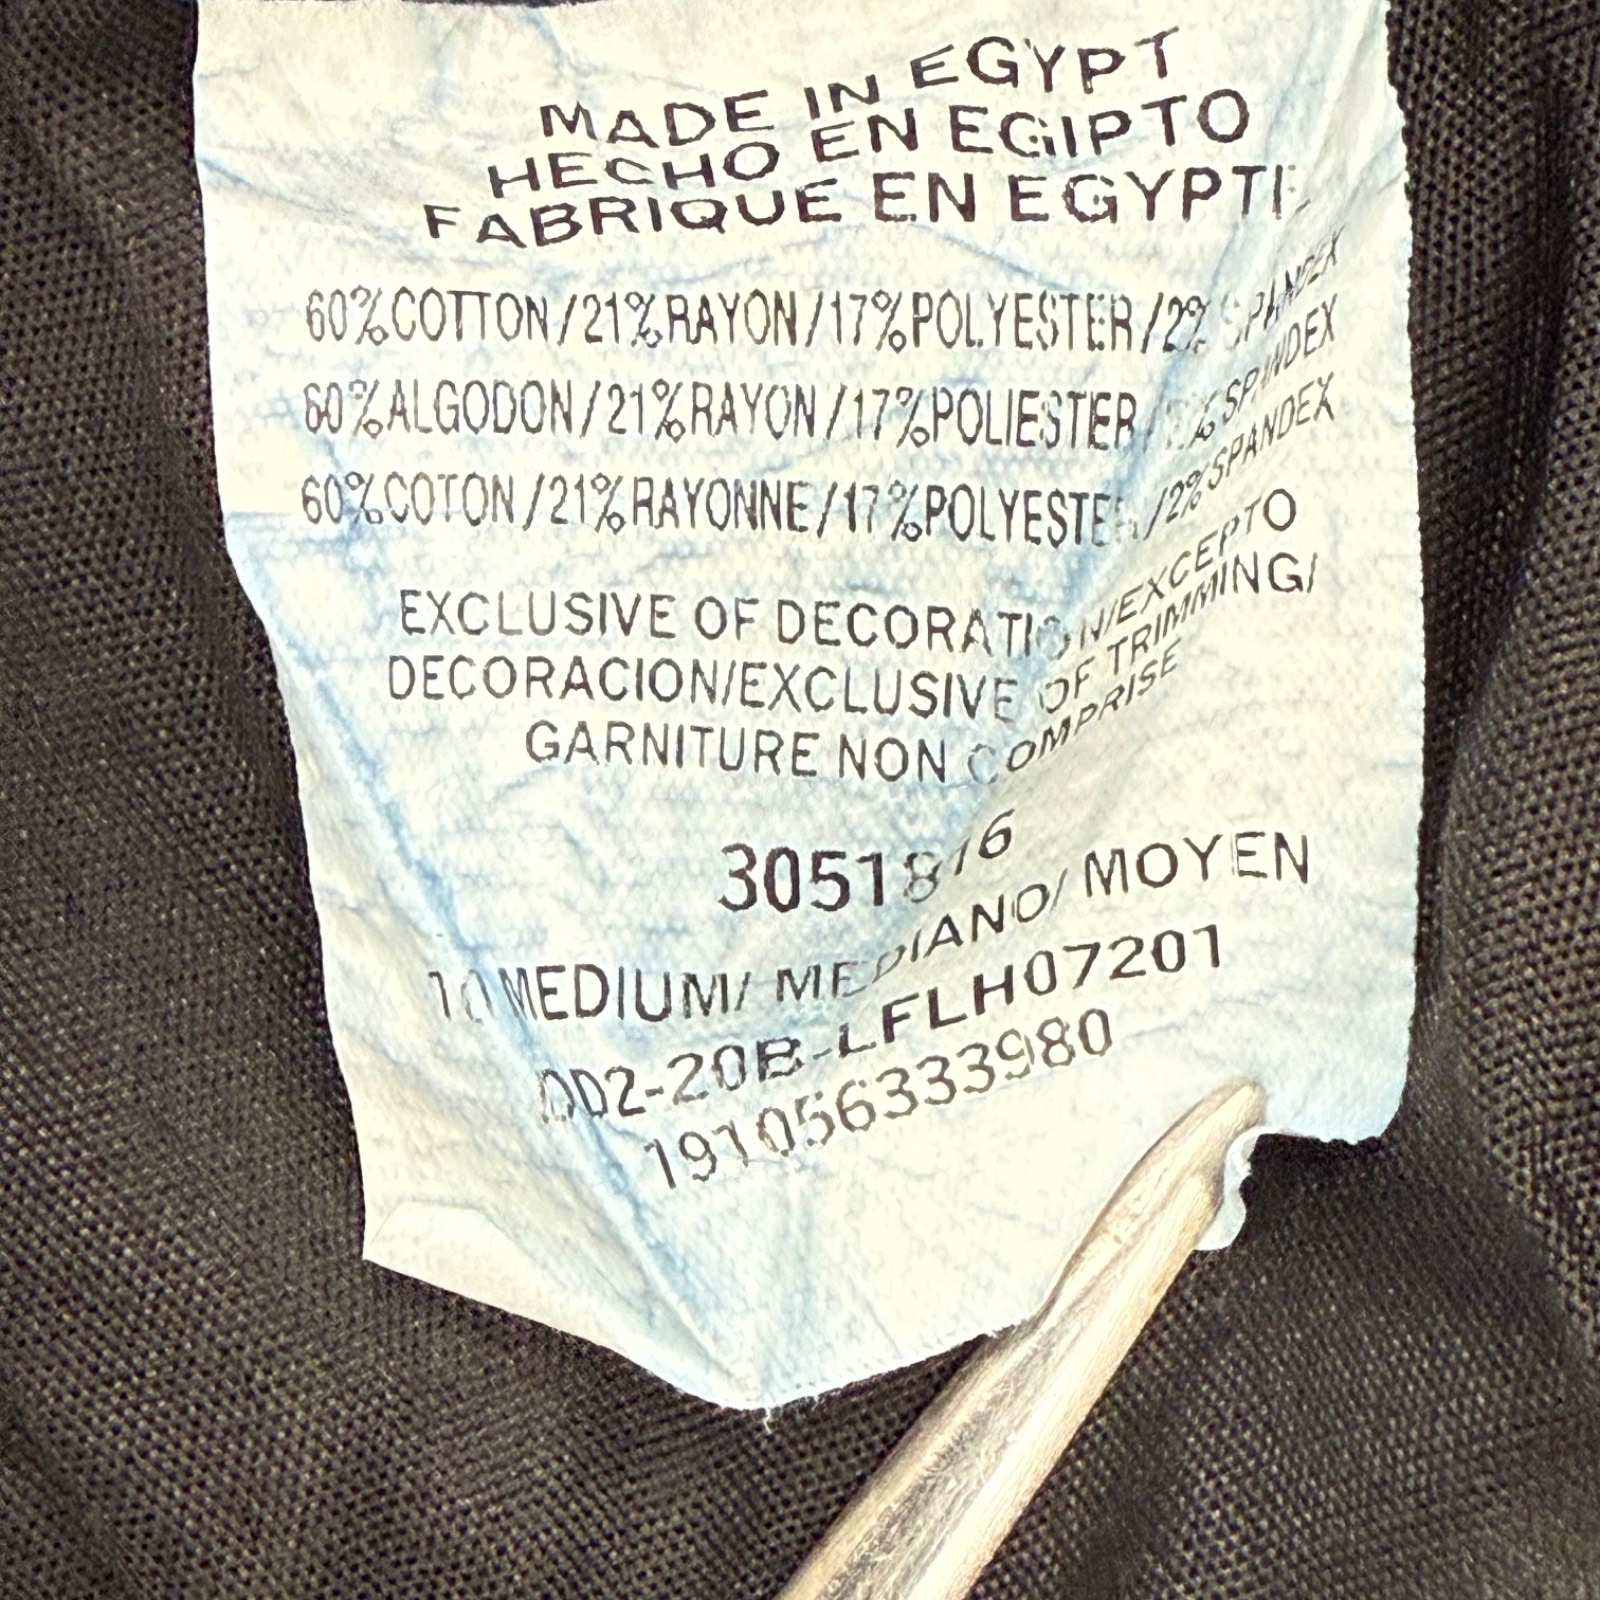 MADE IN EGYPT
HECHO EN EGIPTO
FABRIQUE EN EGYPTE
60%COTTON/21%RAYON/17%POLYESTER/2%SPANDEX
60%ALGODON/21%RAYON/17%POLIESTER/2%SPANDEX
60%COTON/21%RAYONNE/17%POLYESTER/2%SPANDEX
EXCLUSIVE OF DECORATION/EXCEPTO
DECORACION/EXCLUSIVE OF TRIMMING/
GARNITURE NON COMPRISE
3051816
10 MEDIUM/ MEDIANO/ MOYEN
DD2-20B-LFLH07201
191056333980